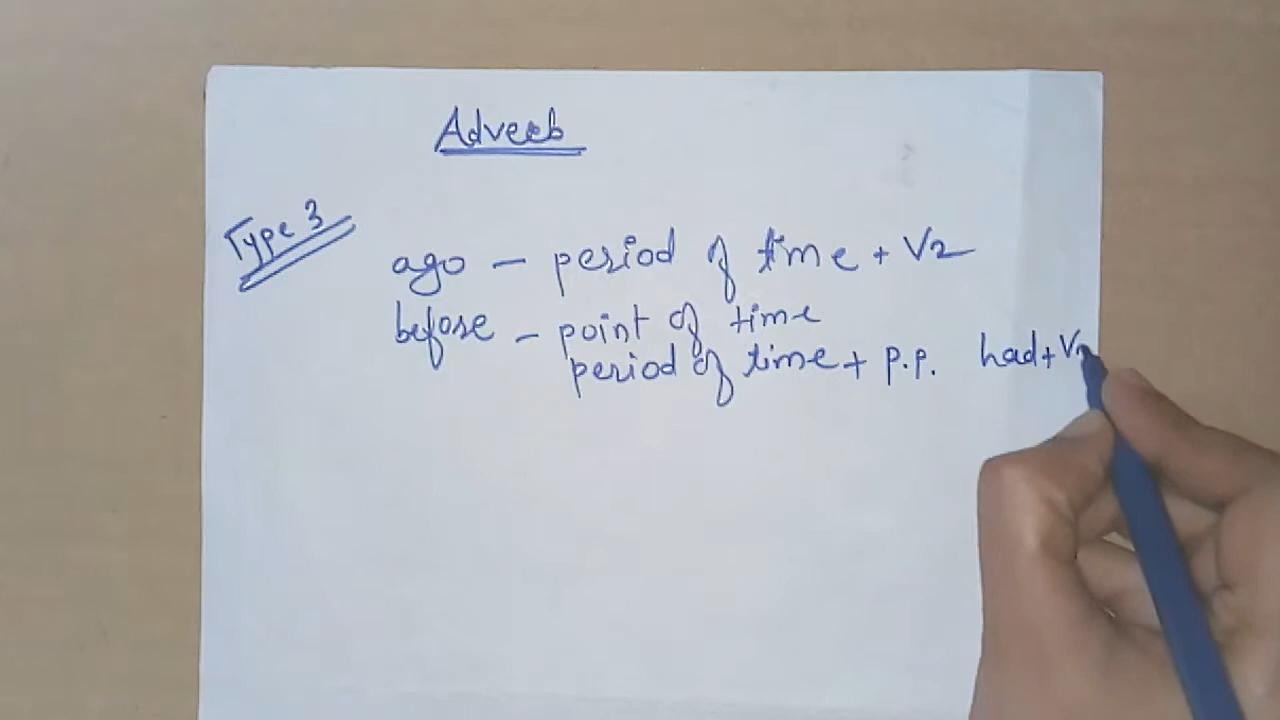 Adverb
Type 3
ago – period of time + V2
before – point of time
period of time + p.p. had + V